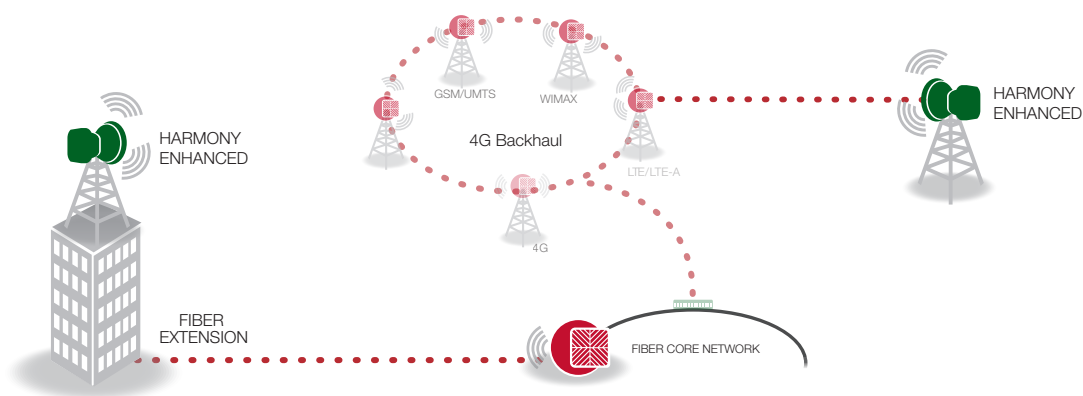 GSM/UMTS
WIMAX
HARMONY
ENHANCED
HARMONY
ENHANCED
4G Backhaul
LTE/LTE-A
4G
FIBER
EXTENSION
FIBER CORE NETWORK